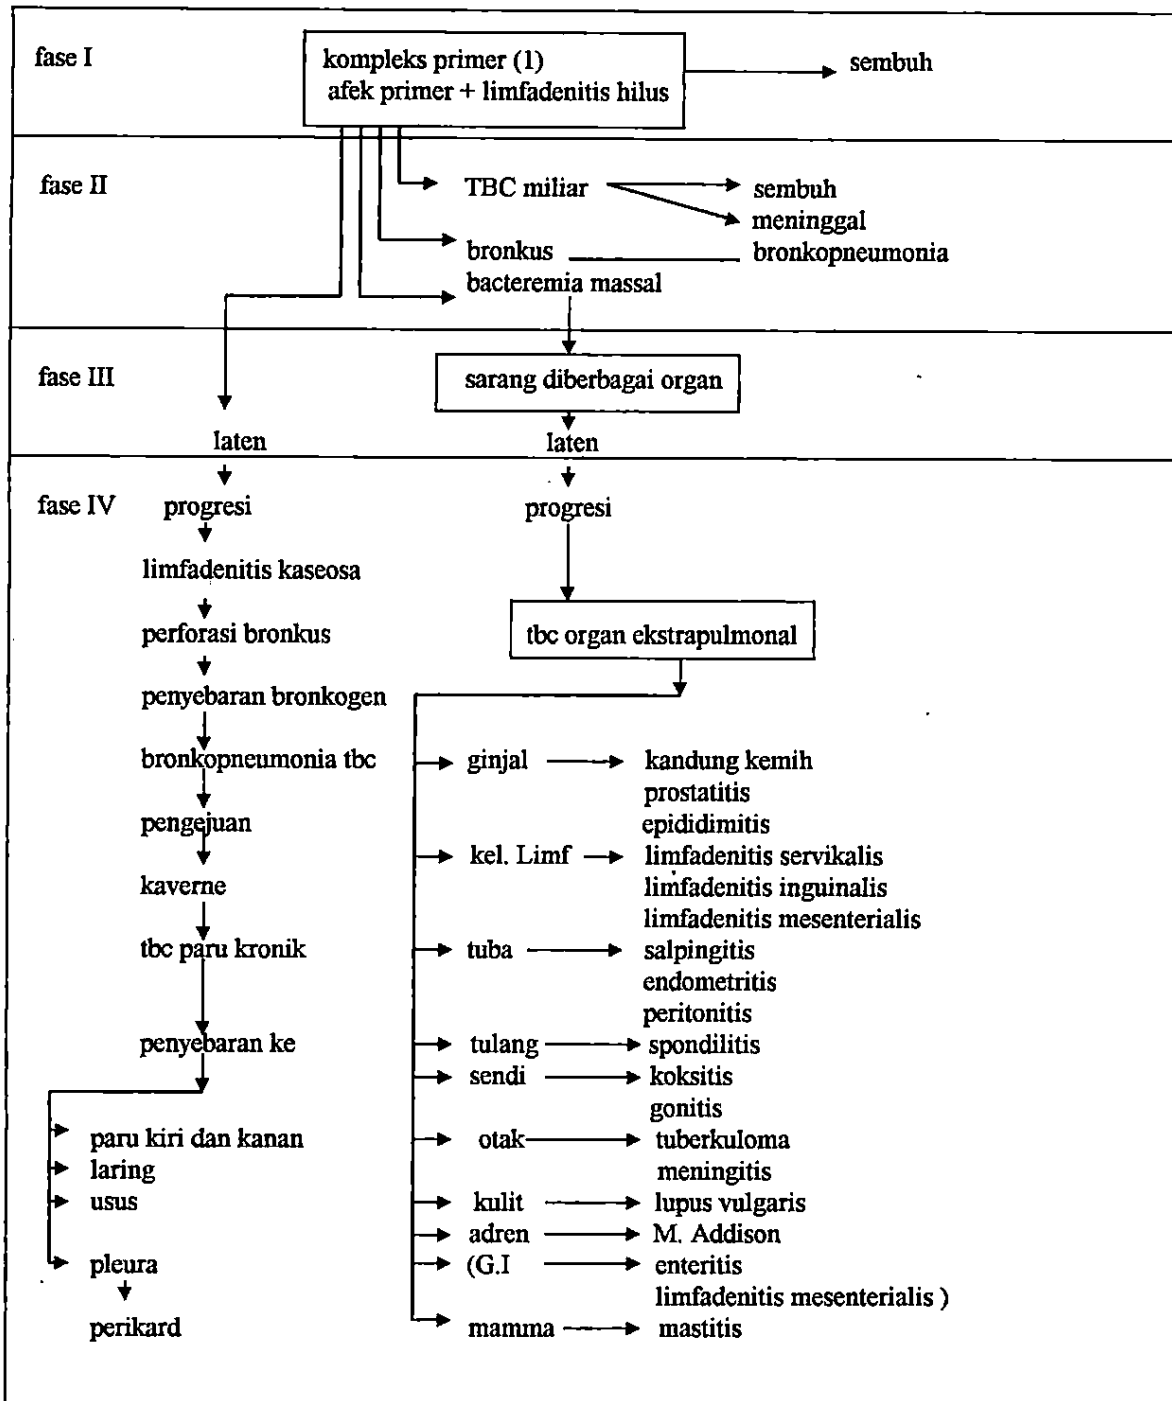 fase I
kompleks primer (1)
afek primer + limfadenitis hilus
sembuh
fase II
TBC miliar
sembuh
meninggal
bronkus
bronkopneumonia
bacteremia massal
fase III
sarang diberbagai organ
laten
laten
fase IV
progresi
limfadenitis kaseosa
perforasi bronkus
penyebaran bronkogen
bronkopneumonia tbc
pengejuan
kaverne
tbc paru kronik
penyebaran ke
paru kiri dan kanan
laring
usus
pleura
perikard
progresi
tbc organ ekstrapulmonal
ginjal
kandung kemih
prostatitis
epididimitis
kel. Limf
limfadenitis servikalis
limfadenitis inguinalis
limfadenitis mesenterialis
tuba
salpingitis
endometritis
peritonitis
tulang
spondilitis
sendi
koksitis
gonitis
otak
tuberkuloma
meningitis
kulit
lupus vulgaris
adren
M. Addison
(G.I
enteritis
limfadenitis mesenterialis )
mamma
mastitis